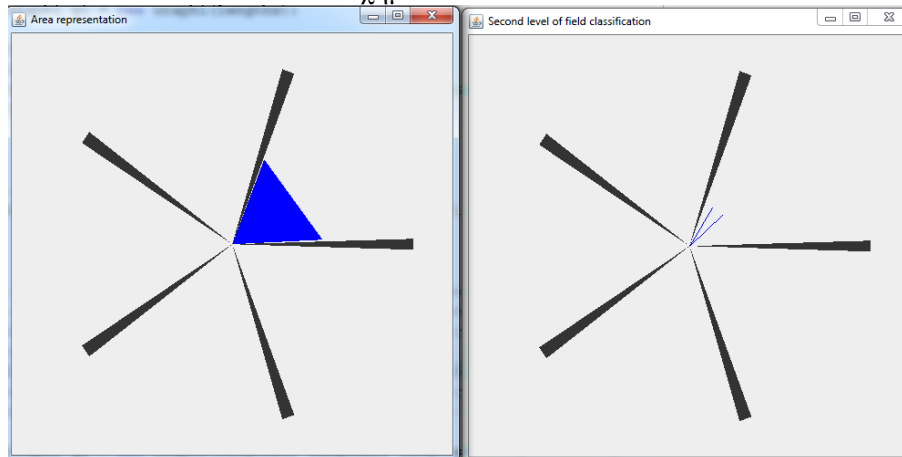 Area representation
Second level of field classification